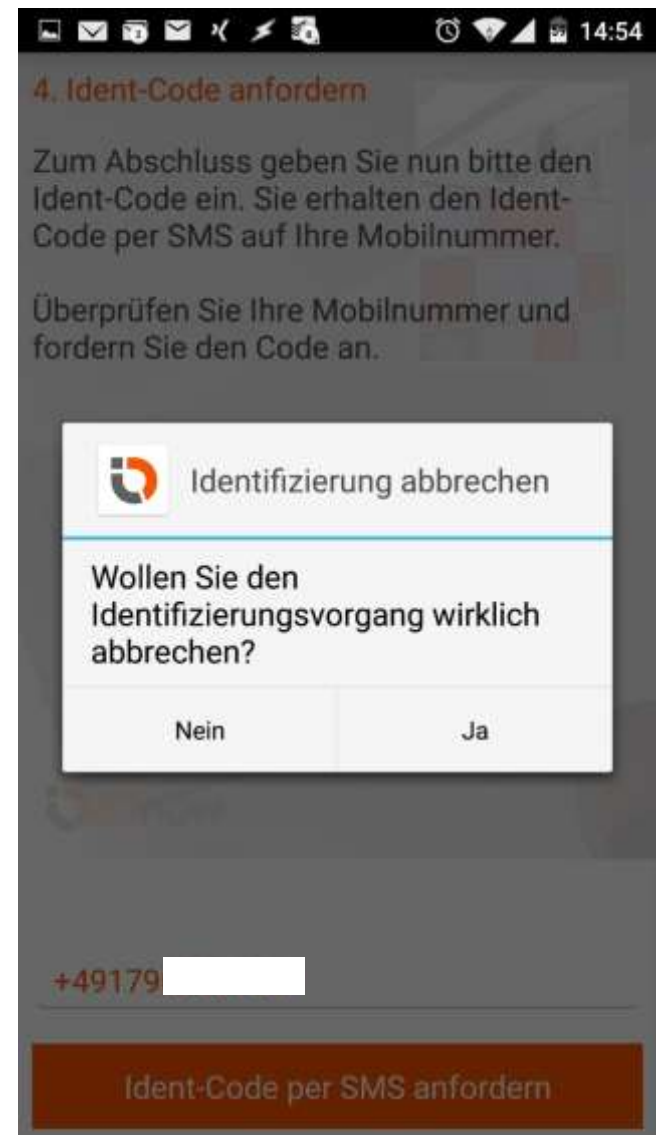 14:54
4. Ident-Code anfordern
Zum Abschluss geben Sie nun bitte den
Ident-Code ein. Sie erhalten den Ident-
Code per SMS auf Ihre Mobilnummer.
Überprüfen Sie Ihre Mobilnummer und
fordern Sie den Code an.
Identifizierung abbrechen
Wollen Sie den
Identifizierungsvorgang wirklich
abbrechen?
Nein Ja
+49179
Ident-Code per SMS anfordern